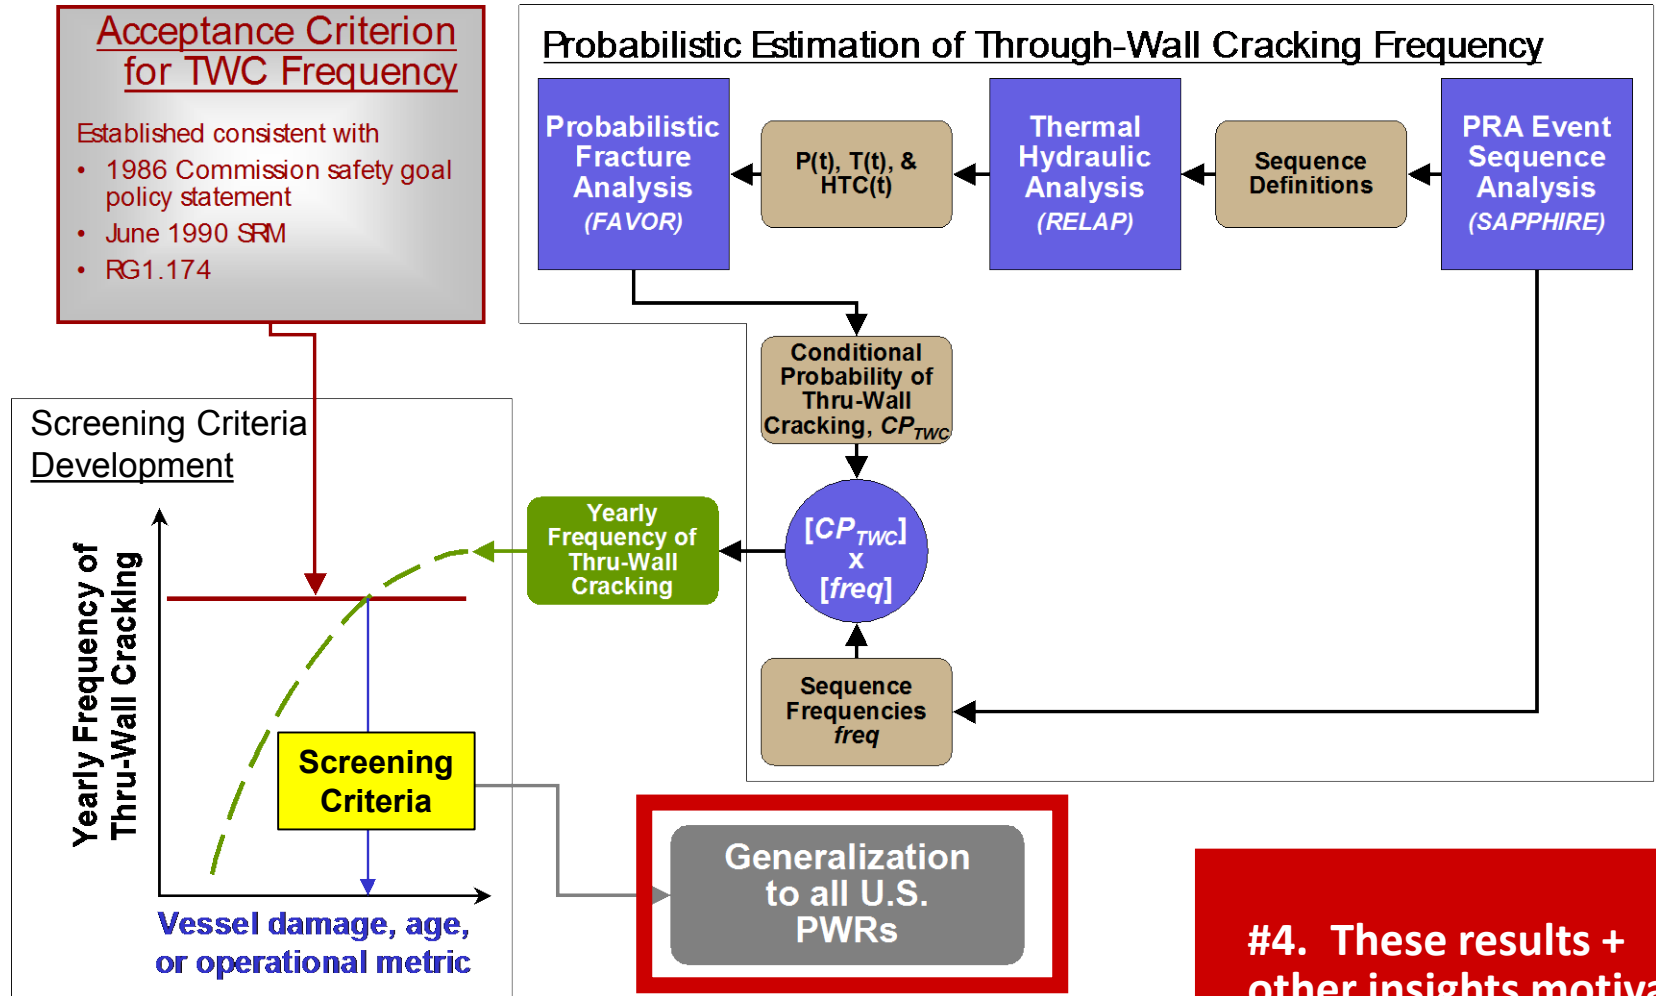 Acceptance Criterion
for TWC Frequency
Established consistent with
• 1986 Commission safety goal
policy statement
• June 1990 SRM
• RG1.174
Probabilistic Estimation of Through-Wall Cracking Frequency
Probabilistic
Fracture
Analysis
(FAVOR)
P(t), T(t), &
HTC(t)
Thermal
Hydraulic
Analysis
(RELAP)
Sequence
Definitions
PRA Event
Sequence
Analysis
(SAPPHIRE)
Conditional
Probability of
Thru-Wall
Cracking, CPTWC
[CPTWC]
x
[freq]
Sequence
Frequencies
freq
Yearly
Frequency of
Thru-Wall
Cracking
Screening Criteria
Development
Yearly Frequency of
Thru-Wall Cracking
Screening
Criteria
Vessel damage, age,
or operational metric
Generalization
to all U.S.
PWRs
#4. These results +
other insights motiva